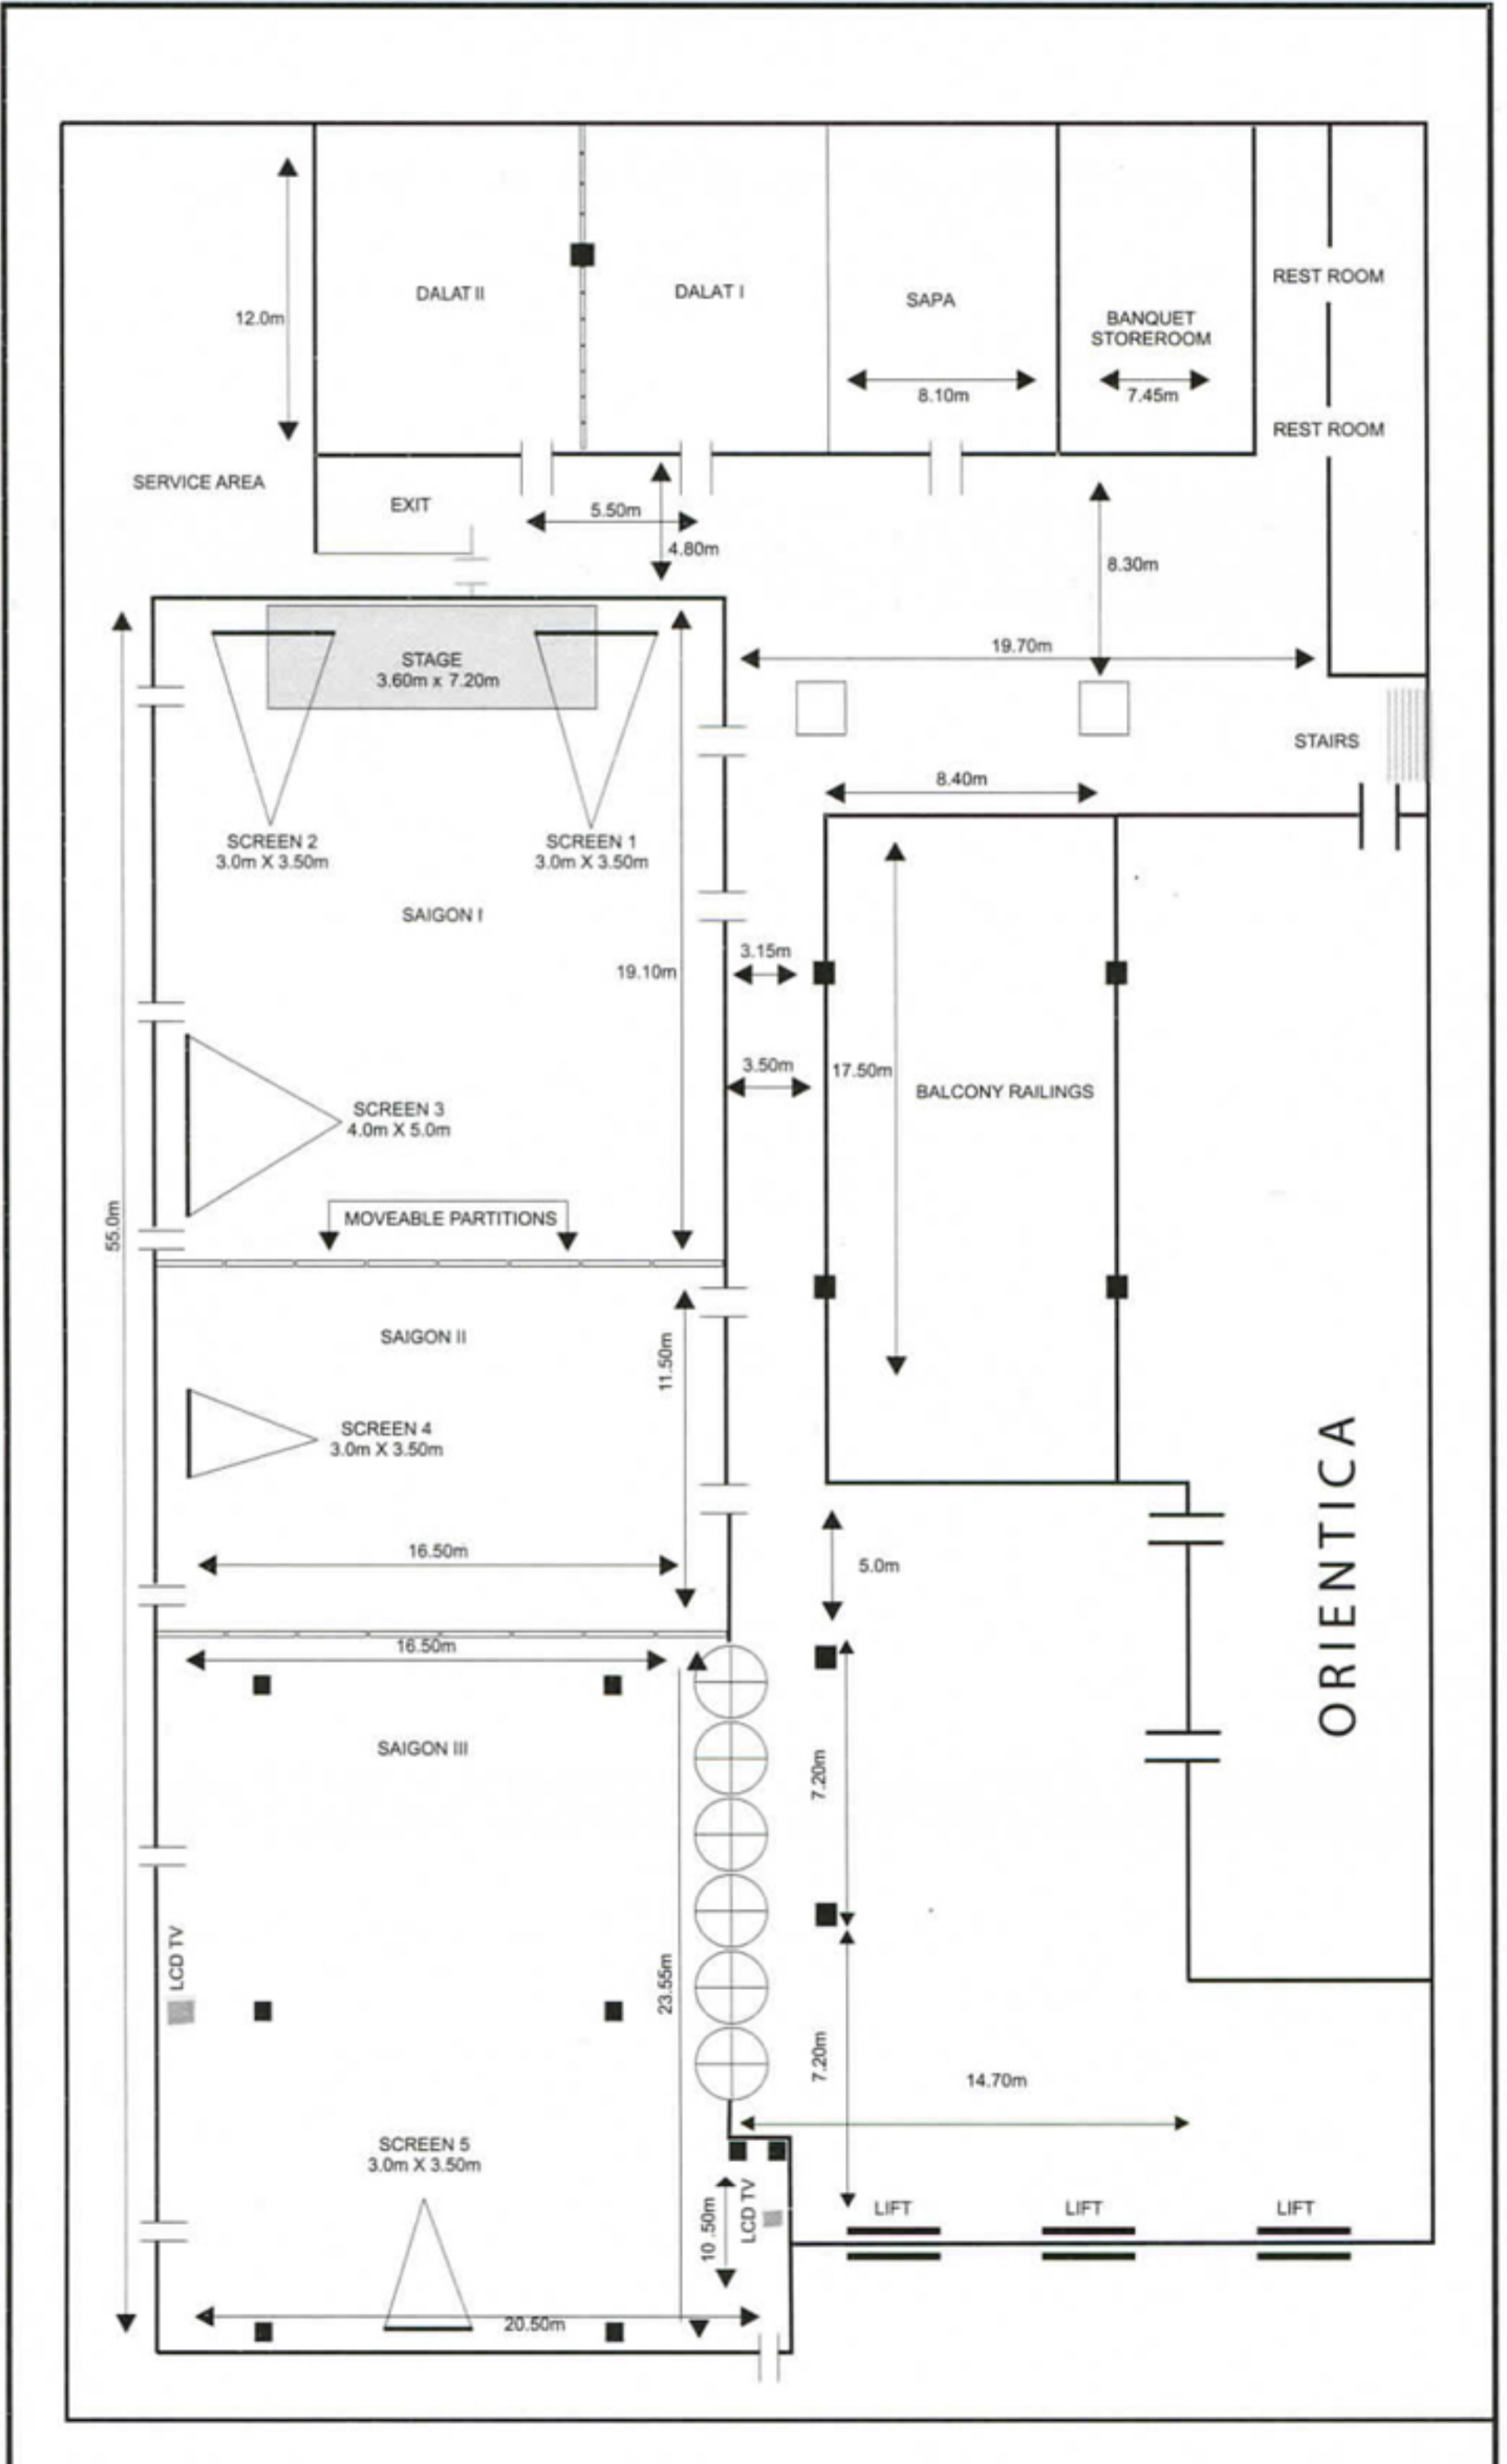 DALAT II
DALAT I
SAPA
REST ROOM
BANQUET
STOREROOM
12.0m
8.10m
7.45m
REST ROOM
SERVICE AREA
EXIT
5.50m
4.80m
8.30m
19.70m
STAGE
3.60m x 7.20m
STAIRS
8.40m
SCREEN 2
3.0m X 3.50m
SCREEN 1
3.0m X 3.50m
SAIGON I
3.15m
19.10m
3.50m
17.50m
BALCONY RAILINGS
SCREEN 3
4.0m X 5.0m
55.0m
MOVEABLE PARTITIONS
SAIGON II
11.50m
SCREEN 4
3.0m X 3.50m
ORIENTICA
16.50m
5.0m
16.50m
SAIGON III
7.20m
LCD TV
23.55m
7.20m
14.70m
SCREEN 5
3.0m X 3.50m
10 .50m
LCD TV
LIFT
LIFT
LIFT
20.50m